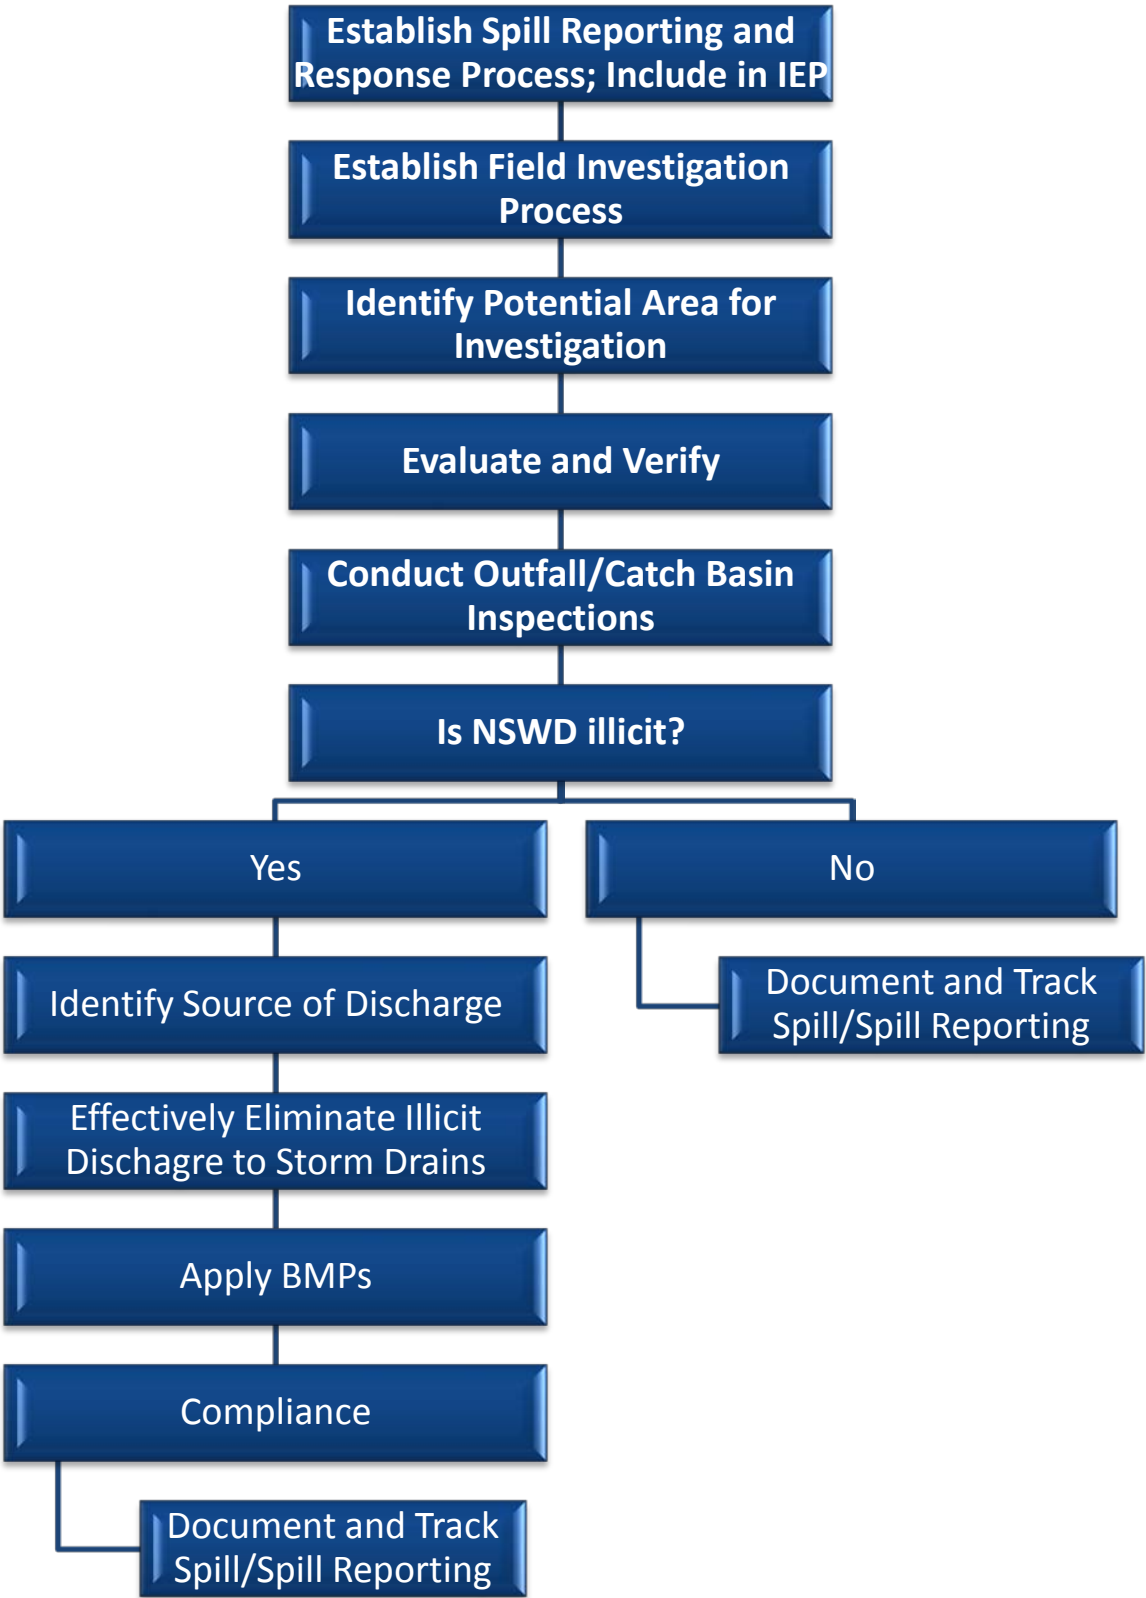 Establish Spill Reporting and
Response Process; Include in IEP
Establish Field Investigation
Process
Identify Potential Area for
Investigation
Evaluate and Verify
Conduct Outfall/Catch Basin
Inspections
Is NSWD illicit?
Yes
No
Identify Source of Discharge
Document and Track
Spill/Spill Reporting
Effectively Eliminate Illicit
Dischagre to Storm Drains
Apply BMPs
Compliance
Document and Track
Spill/Spill Reporting